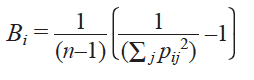 B_i = \frac{1}{(n–1)} \left( \frac{1}{(\sum_j p_{ij}^2)} –1 \right)